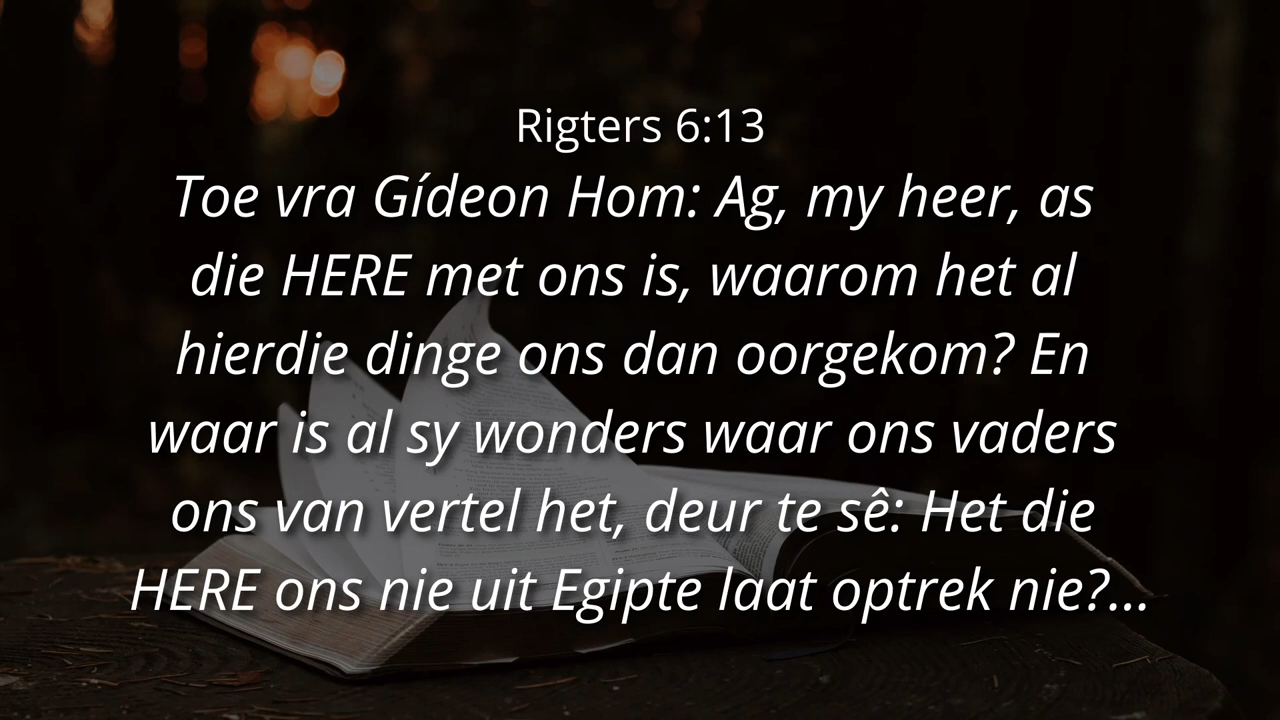 Rigters 6:13
Toe vra Gídeon Hom: Ag, my heer, as
die HERE met ons is, waarom het al
hierdie dinge ons dan oorgekom? En
waar is al sy wonders waar ons vaders
ons van vertel het, deur te sê: Het die
HERE ons nie uit Egipte laat optrek nie?...